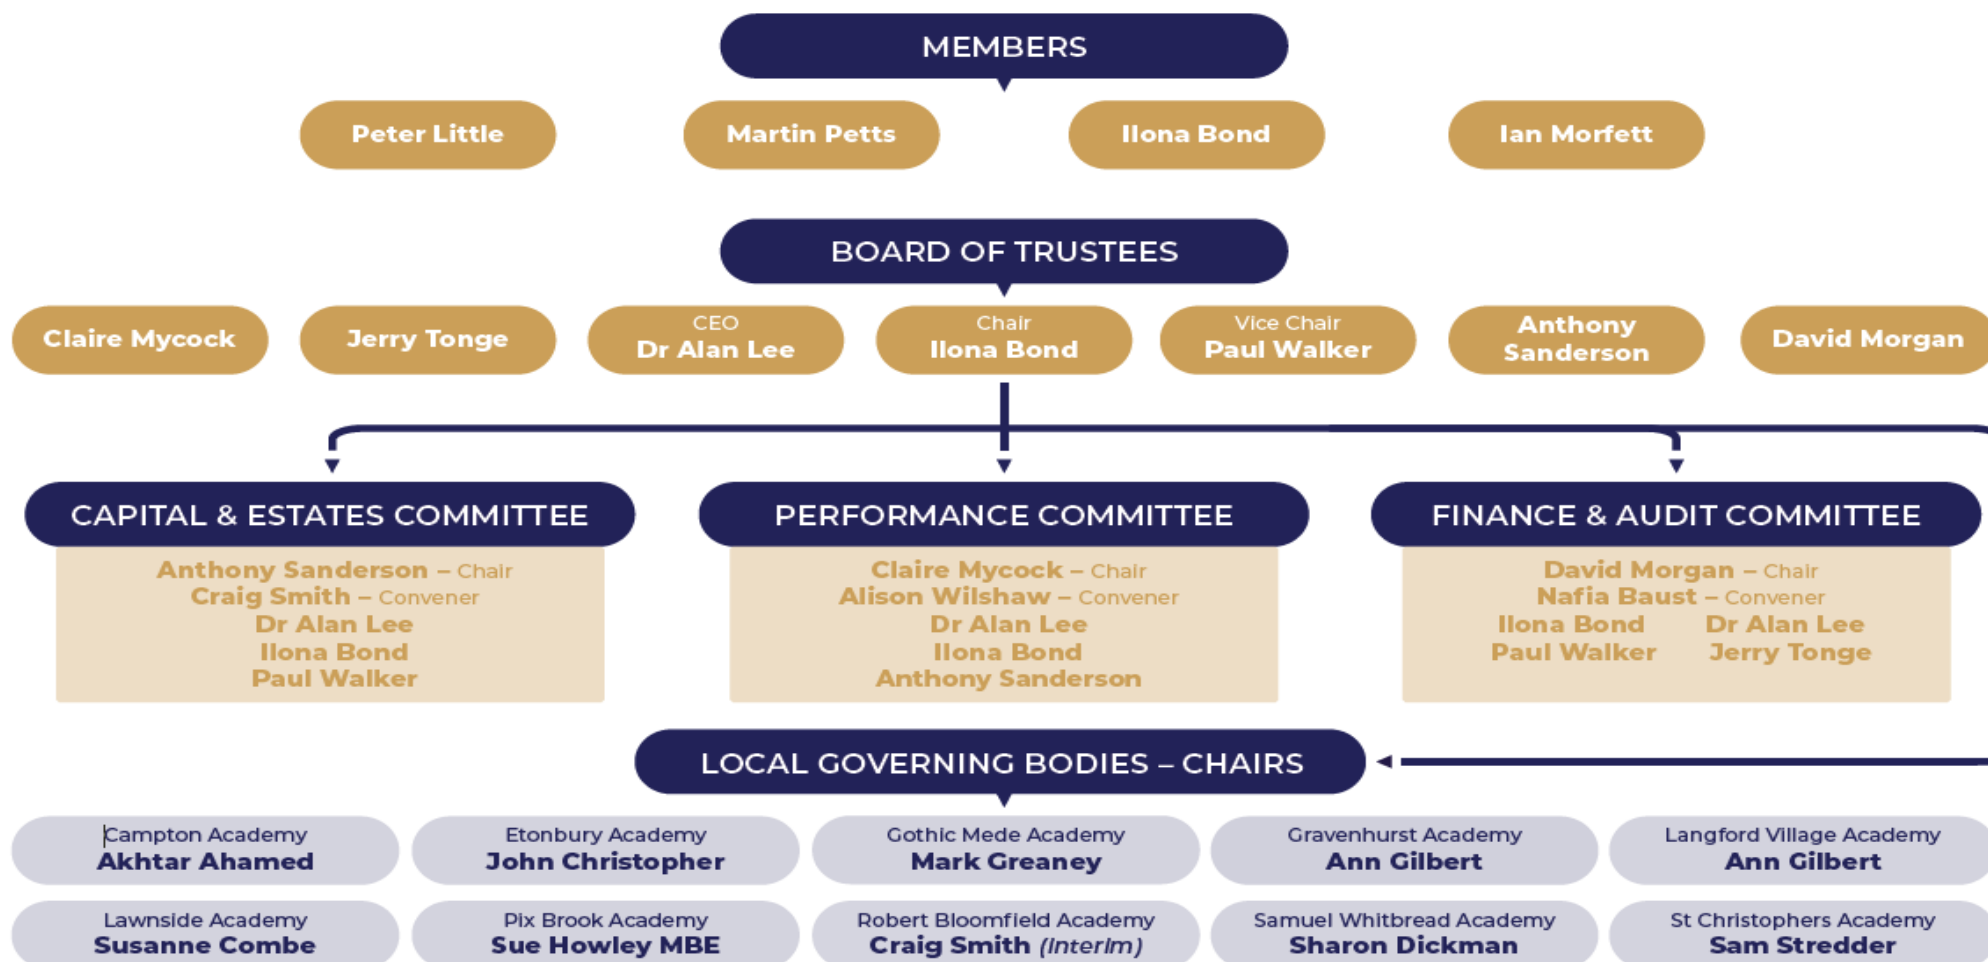 MEMBERS
Peter Little
Martin Petts
Ilona Bond
Ian Morfett
BOARD OF TRUSTEES
Claire Mycock
Jerry Tonge
CEO
Dr Alan Lee
Chair
Ilona Bond
Vice Chair
Paul Walker
Anthony
Sanderson
David Morgan
CAPITAL & ESTATES COMMITTEE
Anthony Sanderson – Chair
Craig Smith – Convener
Dr Alan Lee
Ilona Bond
Paul Walker
PERFORMANCE COMMITTEE
Claire Mycock – Chair
Alison Wilshaw – Convener
Dr Alan Lee
Ilona Bond
Anthony Sanderson
FINANCE & AUDIT COMMITTEE
David Morgan – Chair
Nafia Baust – Convener
Ilona Bond Dr Alan Lee
Paul Walker Jerry Tonge
LOCAL GOVERNING BODIES – CHAIRS
Campton Academy
Akhtar Ahamed
Etonbury Academy
John Christopher
Gothic Mede Academy
Mark Greaney
Gravenhurst Academy
Ann Gilbert
Langford Village Academy
Ann Gilbert
Lawnside Academy
Susanne Combe
Pix Brook Academy
Sue Howley MBE
Robert Bloomfield Academy
Craig Smith (Interim)
Samuel Whitbread Academy
Sharon Dickman
St Christophers Academy
Sam Stredder